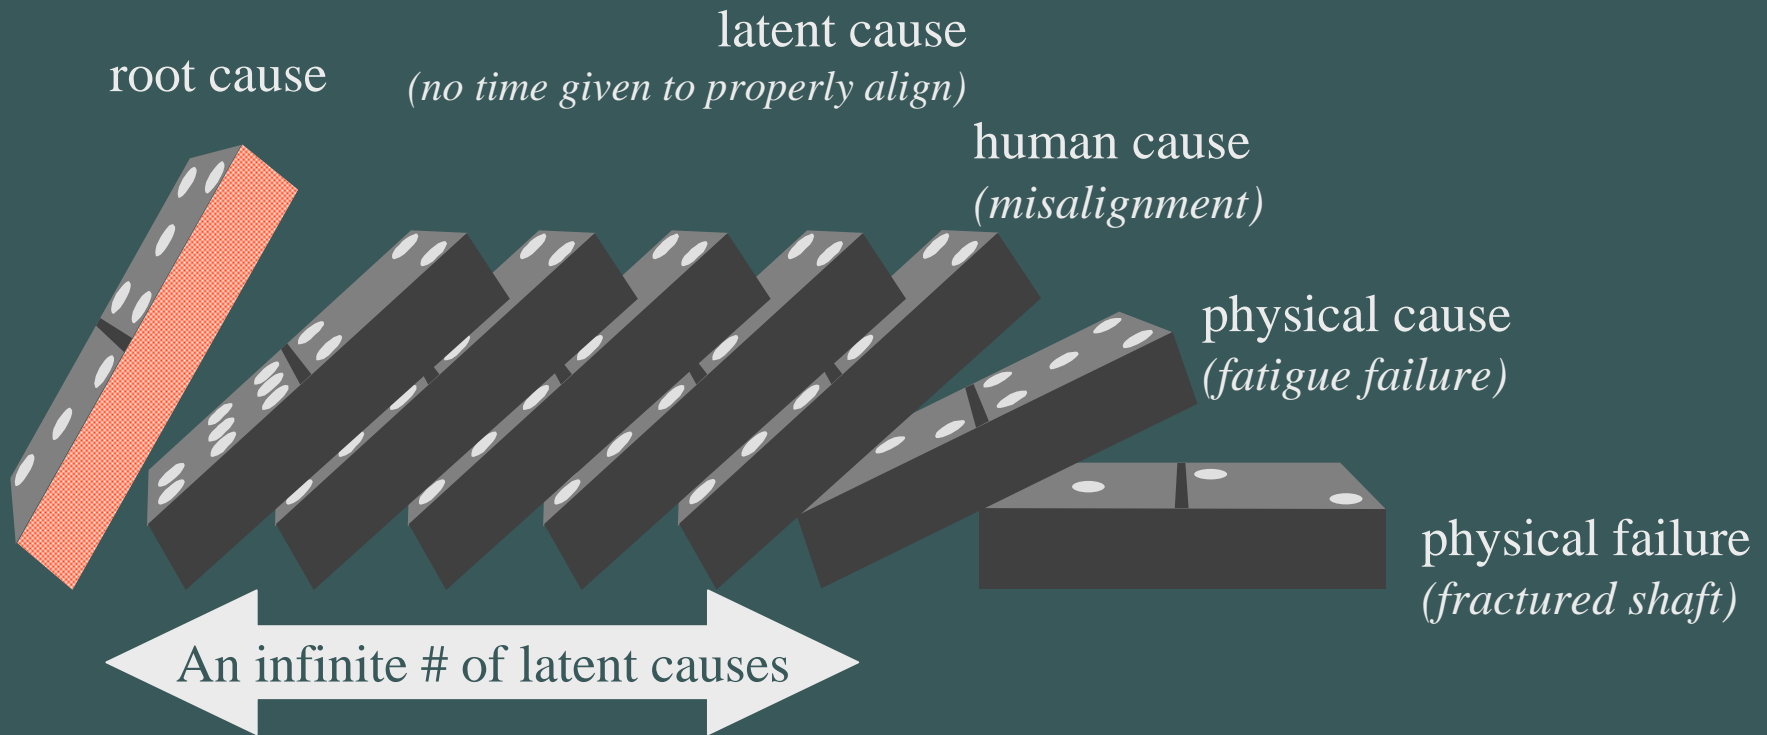 root cause
latent cause
(no time given to properly align)
human cause
(misalignment)
physical cause
(fatigue failure)
physical failure
(fractured shaft)
An infinite # of latent causes